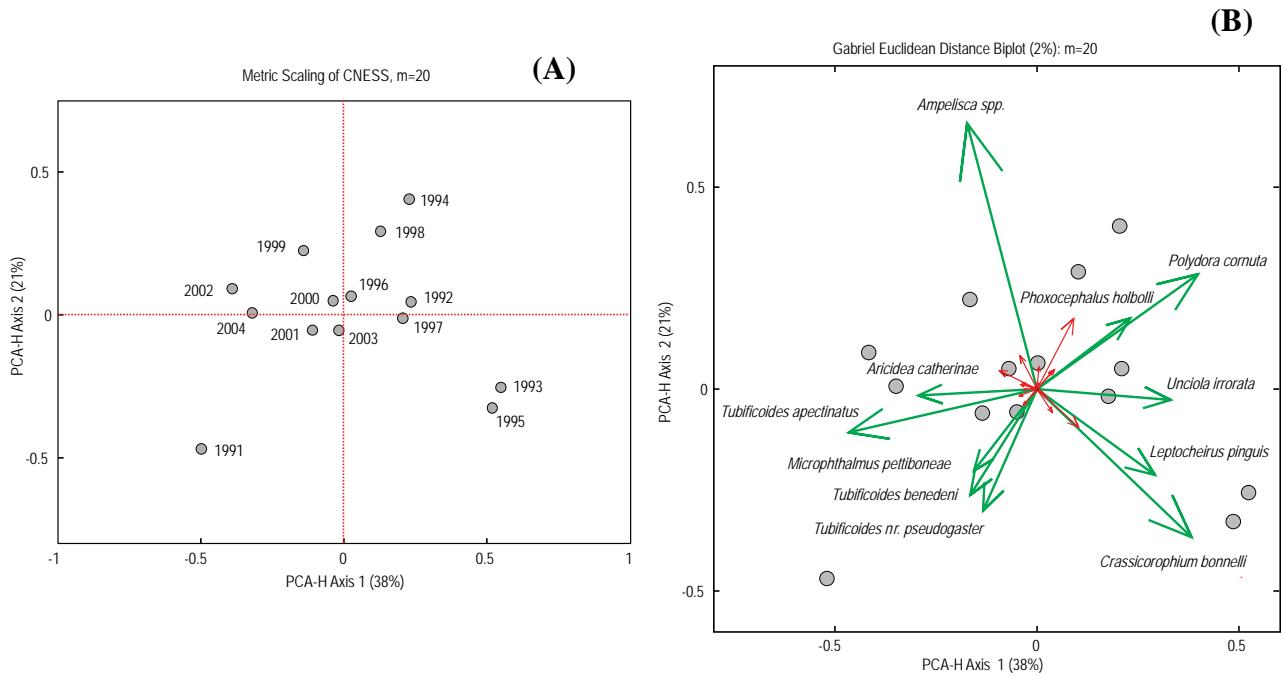 (A)
Metric Scaling of CNESS, m=20
PCA-H Axis 2 (21%)
0.5
0
-0.5
1994
1998
1999
1996
2002
2000
1992
2004
2001
2003
1997
1993
1995
1991
-1
-0.5
0
0.5
1
PCA-H Axis 1 (38%)
(B)
Gabriel Euclidean Distance Biplot (2%): m=20
PCA-H Axis 2 (21%)
0.5
0
-0.5
Ampelisca spp.
Polydora cornuta
Phoxocephalus holbolli
Aricidea catherinae
Unciola irrorata
Tubificoides apectinatus
Leptocheirus pinguis
Microphthalmus pettiboneae
Tubificoides benedeni
Tubificoides nr. pseudogaster
Crassicorophium bonnelli
-0.5
0
0.5
PCA-H Axis 1 (38%)